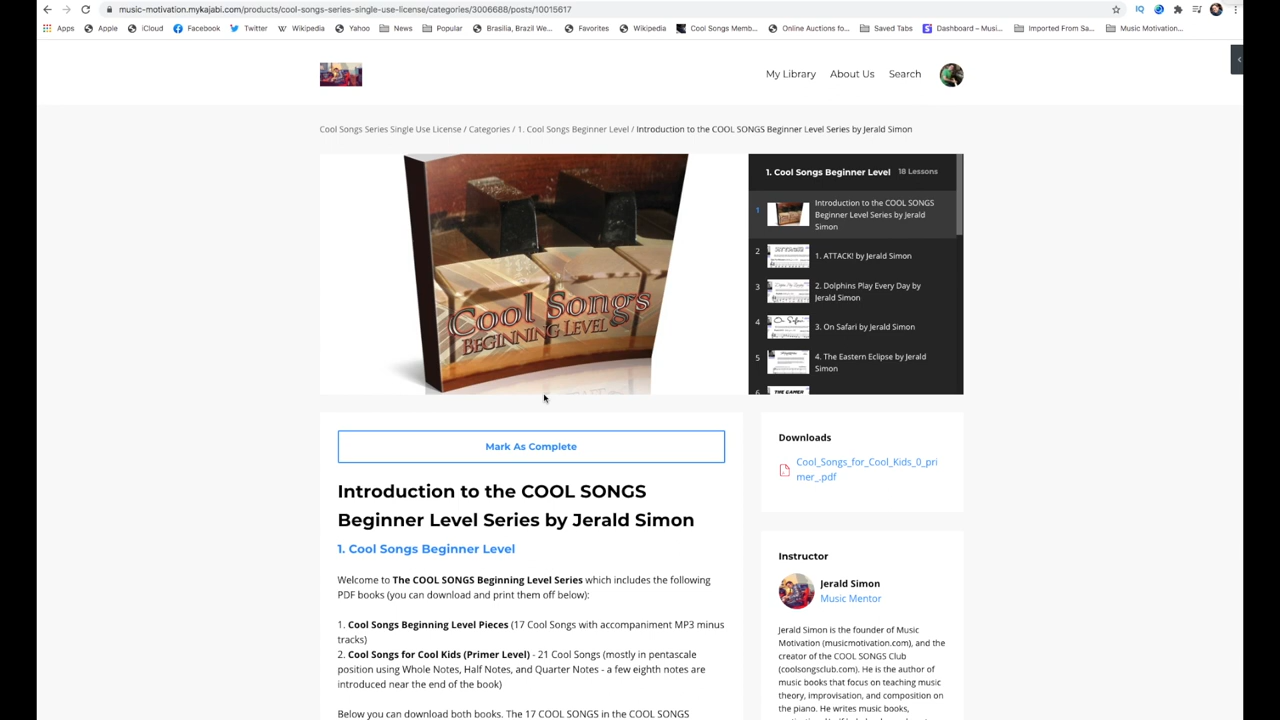 music-motivation.mykajabi.com/products/cool-songs-series-single-use-license/categories/3006688/posts/10015617
Apps Apple iCloud Facebook Twitter Wikipedia Yahoo News Popular Brasilia, Brazil We... Favorites Wikipedia Cool Songs Memb... Online Auctions fo... Saved Tabs Dashboard – Musi... Imported From Sa... Music Motivation...
My Library About Us Search
Cool Songs Series Single Use License / Categories / 1. Cool Songs Beginner Level / Introduction to the COOL SONGS Beginner Level Series by Jerald Simon
Cool Songs
BEGINNING LEVEL
1. Cool Songs Beginner Level 18 Lessons
1 Introduction to the COOL SONGS
Beginner Level Series by Jerald
Simon
2 1. ATTACK! by Jerald Simon
3 2. Dolphins Play Every Day by
Jerald Simon
4 3. On Safari by Jerald Simon
5 4. The Eastern Eclipse by Jerald
Simon
6 THE GAMER
Mark As Complete
Introduction to the COOL SONGS
Beginner Level Series by Jerald Simon
1. Cool Songs Beginner Level
Welcome to The COOL SONGS Beginning Level Series which includes the following
PDF books (you can download and print them off below):
1. Cool Songs Beginning Level Pieces (17 Cool Songs with accompaniment MP3 minus
tracks)
2. Cool Songs for Cool Kids (Primer Level) - 21 Cool Songs (mostly in pentascale
position using Whole Notes, Half Notes, and Quarter Notes - a few eighth notes are
introduced near the end of the book)
Below you can download both books. The 17 COOL SONGS in the COOL SONGS
Downloads
Cool_Songs_for_Cool_Kids_0_pri
mer_.pdf
Instructor
Jerald Simon
Music Mentor
Jerald Simon is the founder of Music
Motivation (musicmotivation.com), and the
creator of the COOL SONGS Club
(coolsongsclub.com). He is the author of
music books that focus on teaching music
theory, improvisation, and composition on
the piano. He writes music books,